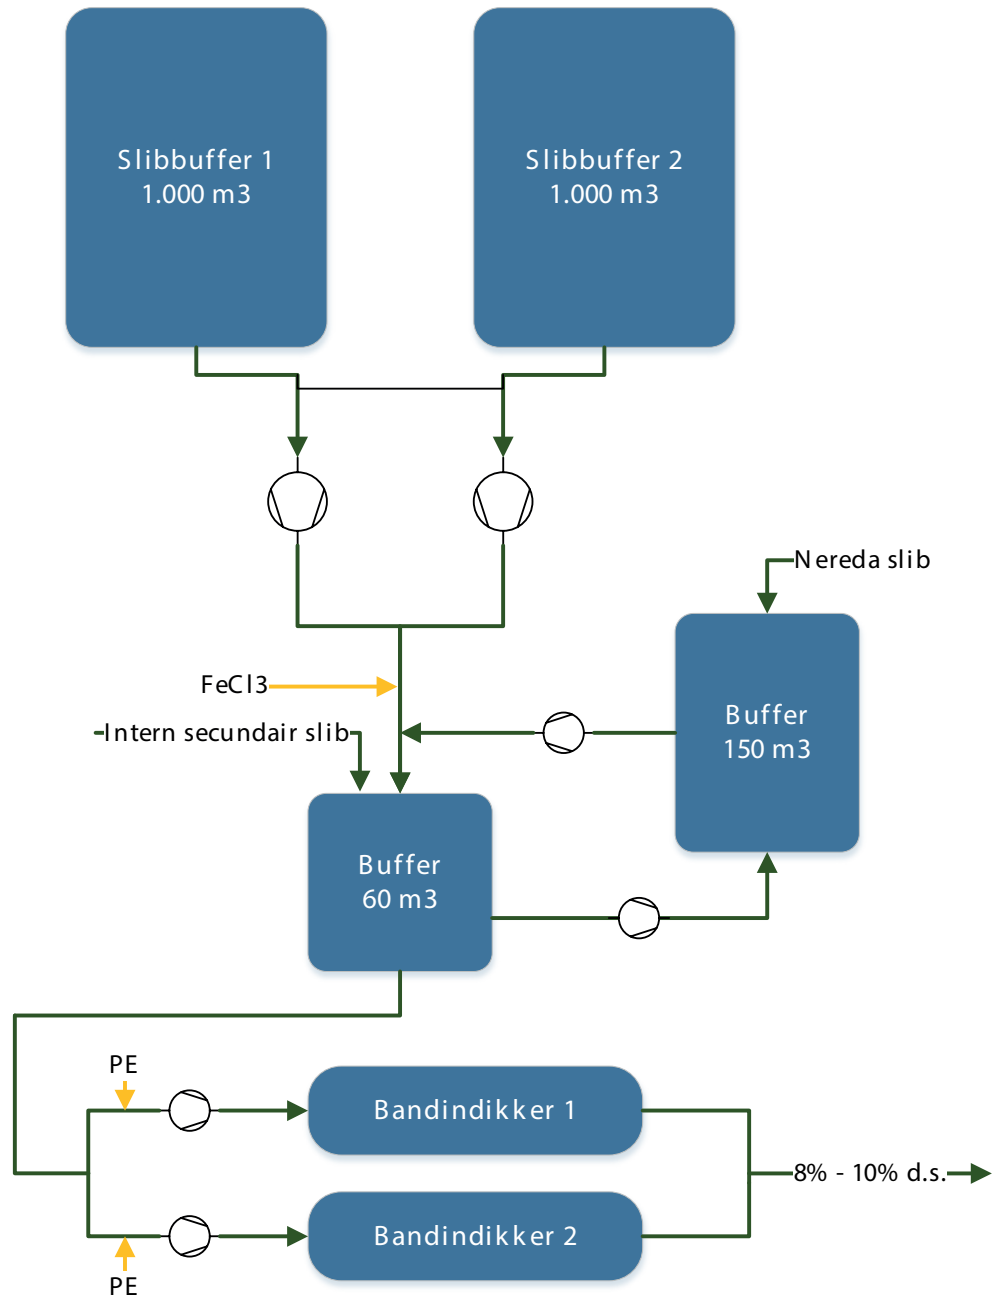 Slibbuffer 1
1.000 m3
Slibbuffer 2
1.000 m3
Nereda slib
FeCl3
Intern secundair slib
Buffer
150 m3
Buffer
60 m3
PE
Bandindikker 1
8% - 10% d.s.
Bandindikker 2
PE